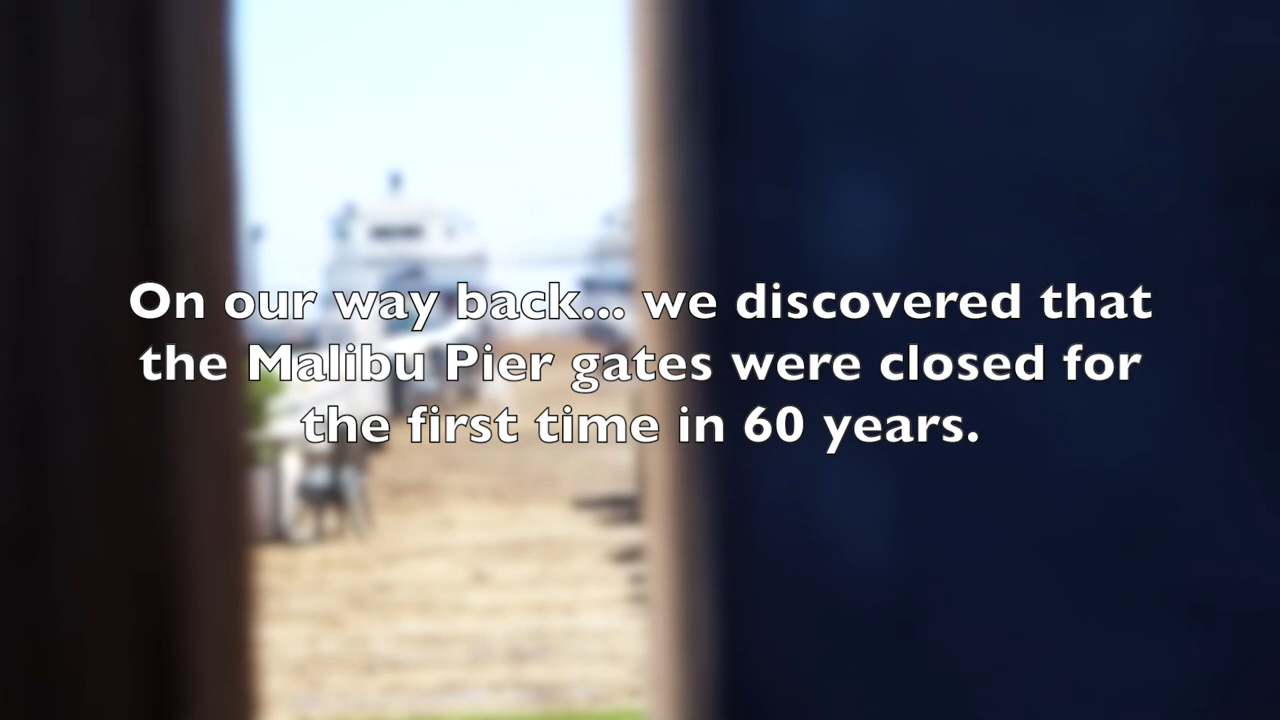 On our way back... we discovered that
the Malibu Pier gates were closed for
the first time in 60 years.